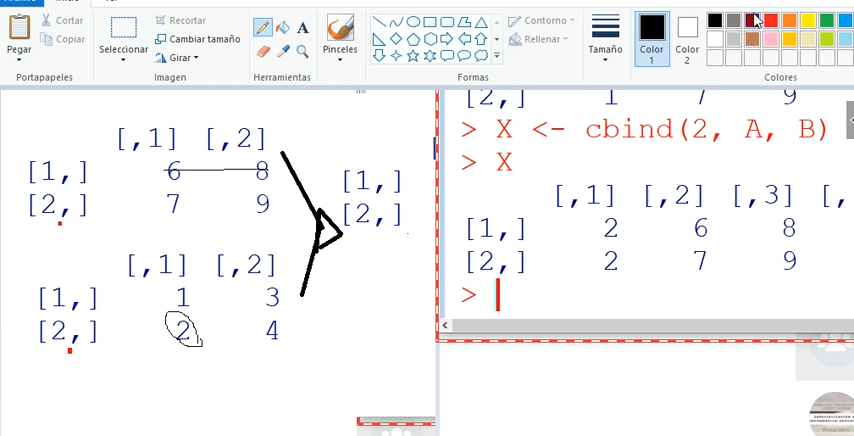 Inicio
Pegar
Cortar
Copiar
Portapapeles
Seleccionar
Recortar
Cambiar tamaño
Girar
Imagen
A
Herramientas
Pinceles
Formas
Contorno
Rellenar
Tamaño
Color
1
Color
2
Colores
[,1] [,2]
[1,] 6 8
[2,] 7 9
[,1] [,2]
[1,] 1 3
[2,] 2 4
[1,]
[2,]
[2,] 1 7 9
> X <- cbind(2, A, B)
> X
[,1] [,2] [,3] [,
[1,] 2 6 8
[2,] 2 7 9
>